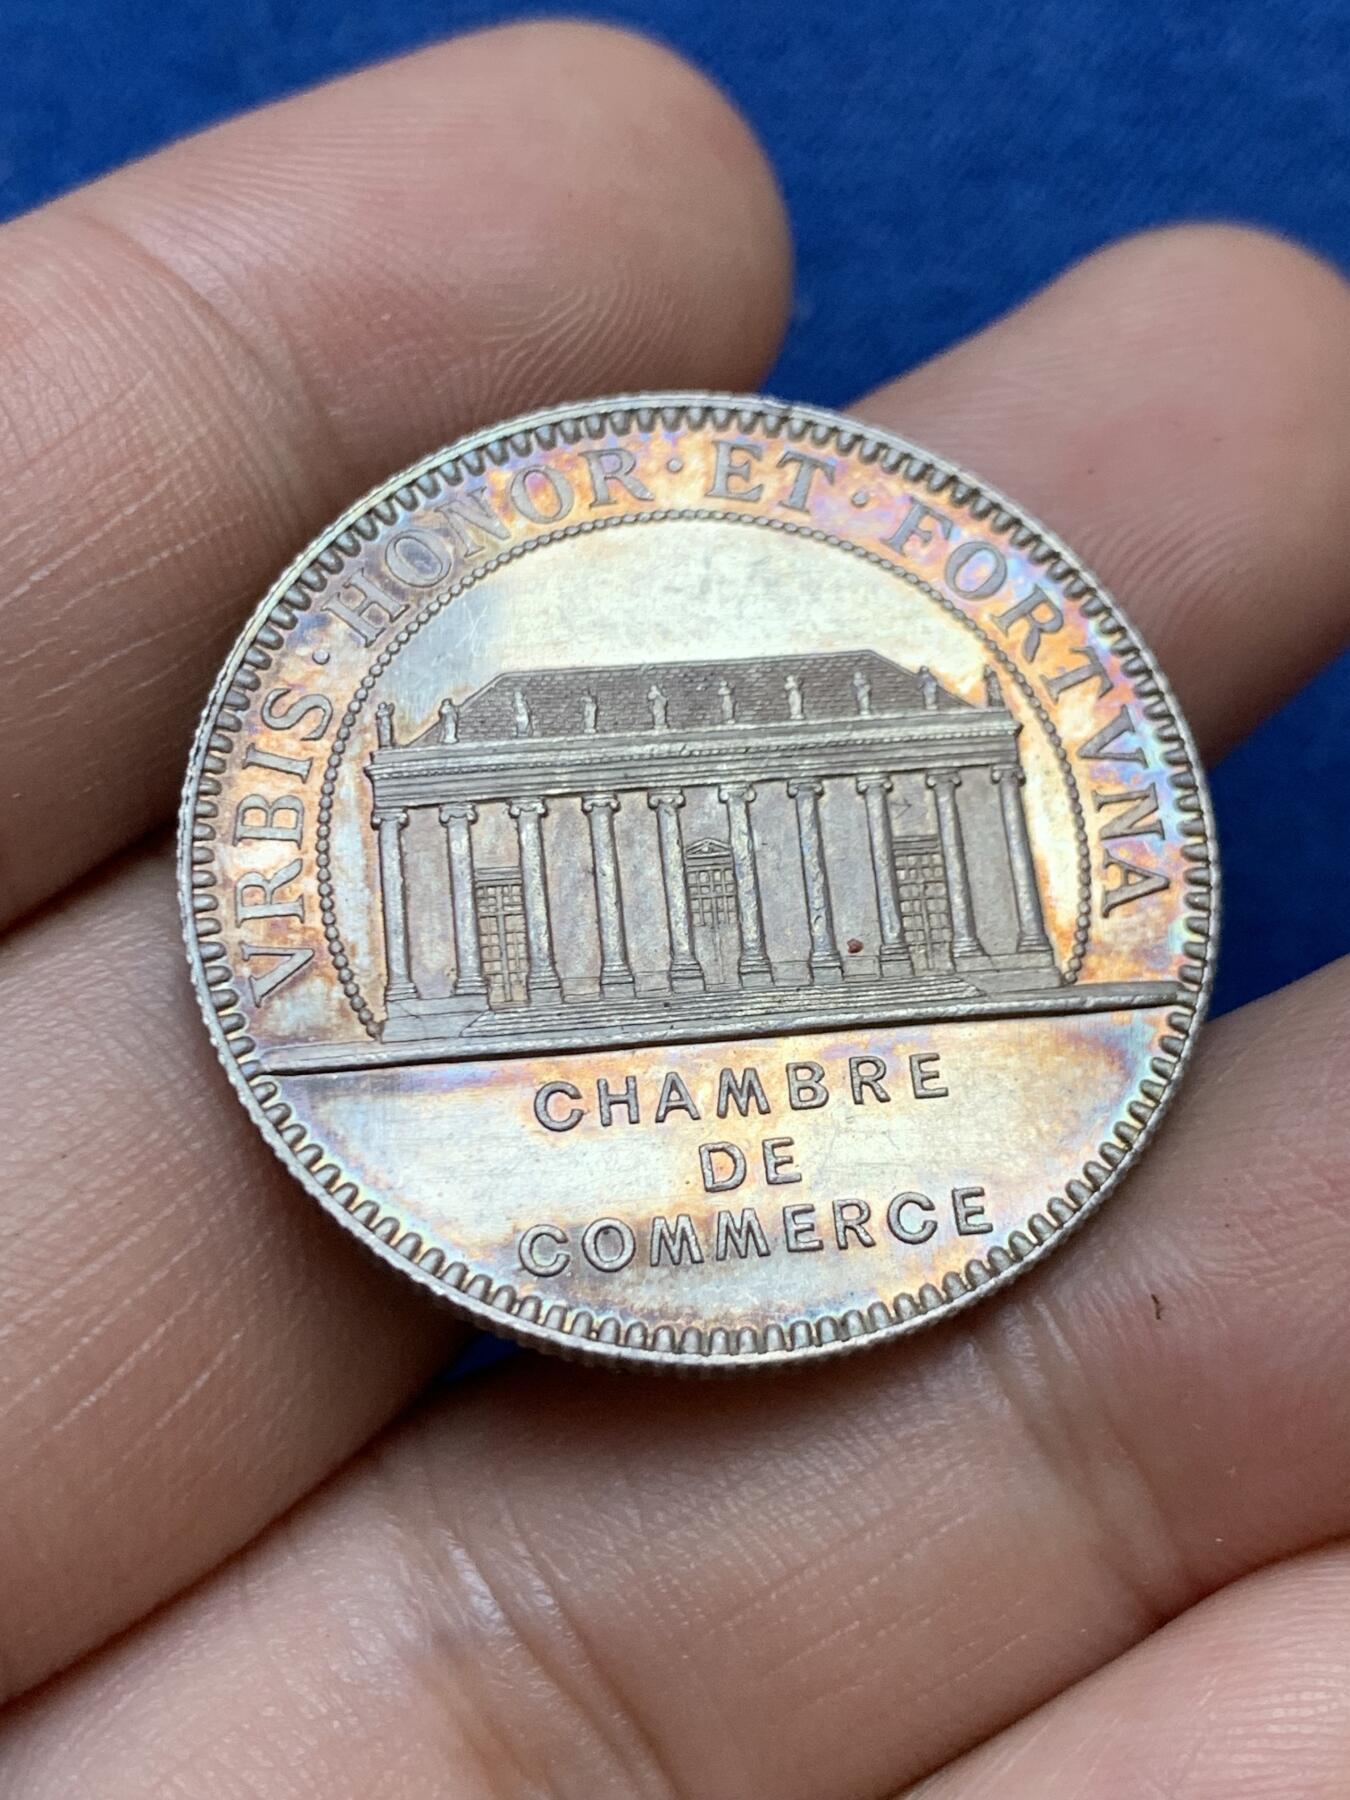 VRBIS · HONOR · ET · FORTVNA
CHAMBRE
DE
COMMERCE